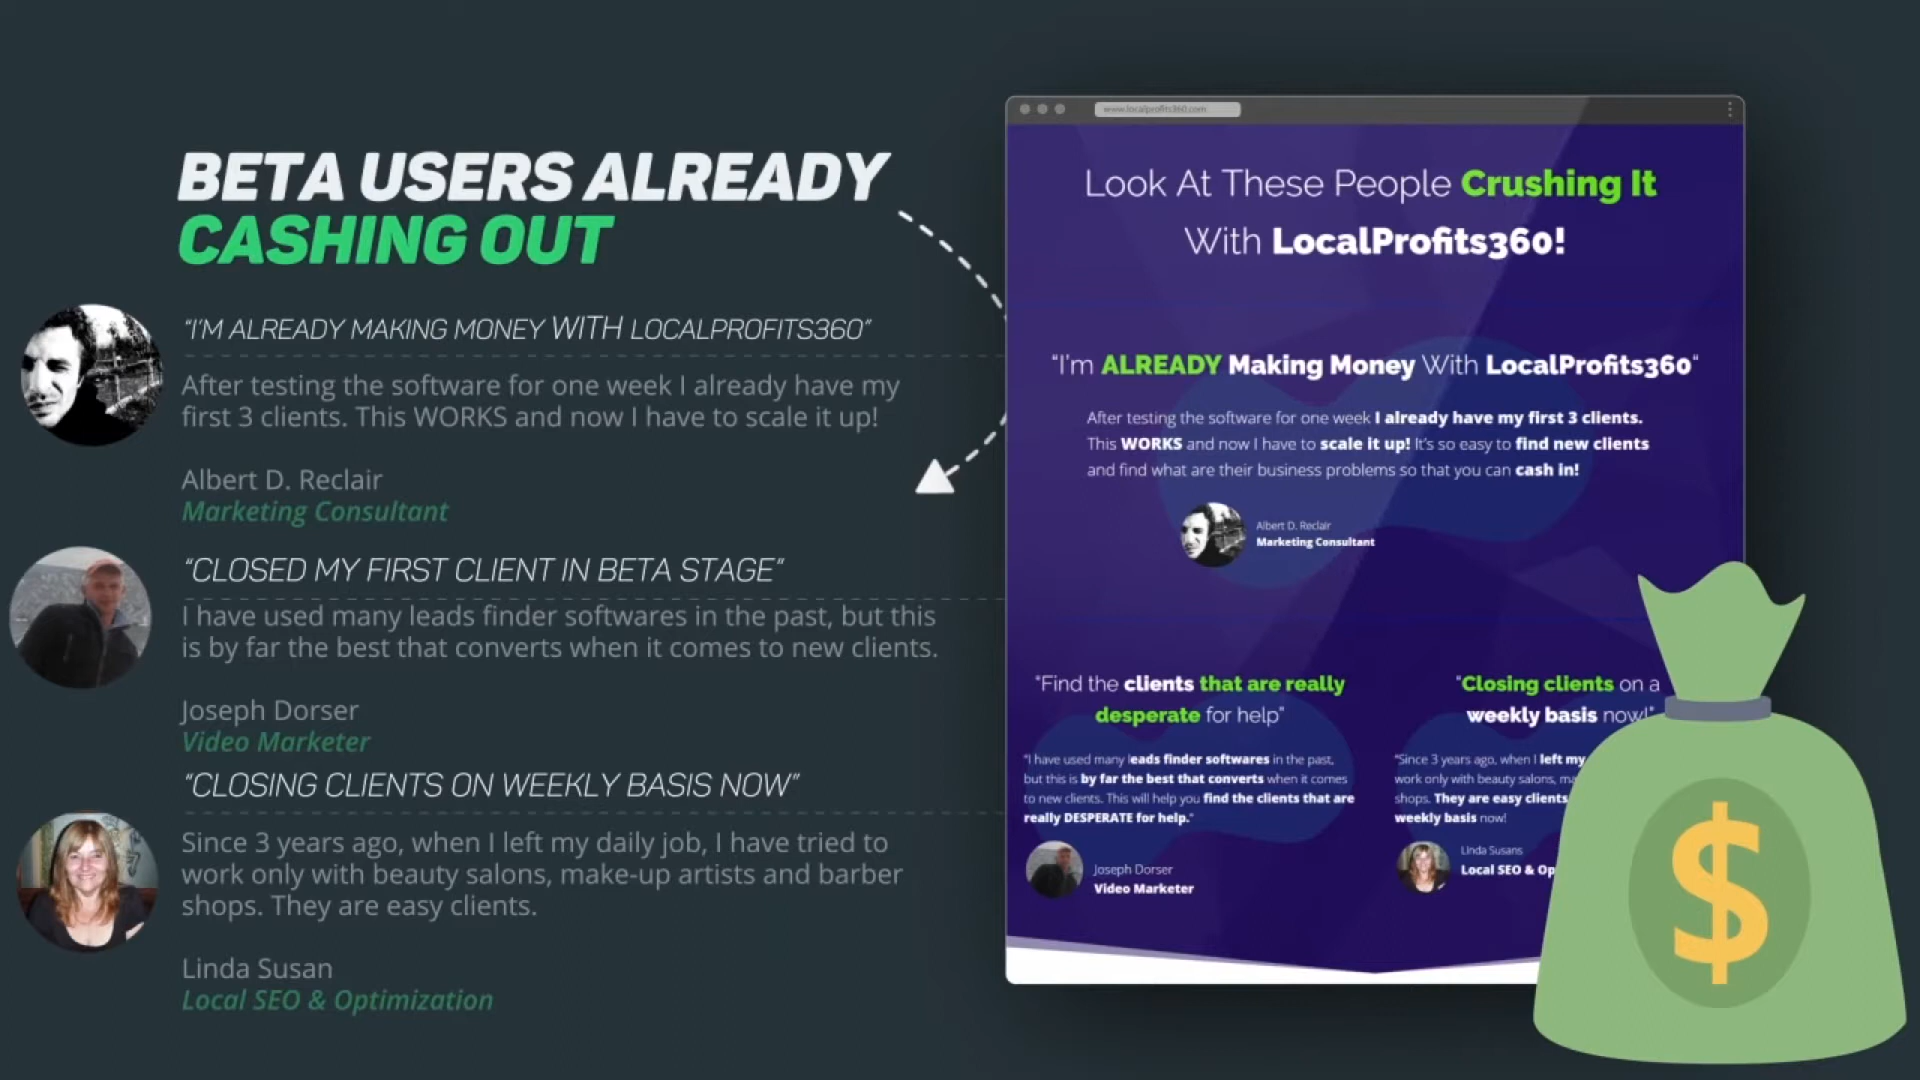 BETA USERS ALREADY
CASHING OUT
“I’M ALREADY MAKING MONEY WITH LOCALPROFITS360”
After testing the software for one week I already have my
first 3 clients. This WORKS and now I have to scale it up!
Albert D. Reclair
Marketing Consultant
“CLOSED MY FIRST CLIENT IN BETA STAGE”
I have used many leads finder softwares in the past, but this
is by far the best that converts when it comes to new clients.
Joseph Dorser
Video Marketer
“CLOSING CLIENTS ON WEEKLY BASIS NOW”
Since 3 years ago, when I left my daily job, I have tried to
work only with beauty salons, make-up artists and barber
shops. They are easy clients.
Linda Susan
Local SEO & Optimization
www.localprofits360.com
Look At These People Crushing It
With LocalProfits360!
“I’m ALREADY Making Money With LocalProfits360“
After testing the software for one week I already have my first 3 clients.
This WORKS and now I have to scale it up! It’s so easy to find new clients
and find what are their business problems so that you can cash in!
Albert D. Reclair
Marketing Consultant
“Find the clients that are really
desperate for help”
“I have used many leads finder softwares in the past,
but this is by far the best that converts when it comes
to new clients. This will help you find the clients that are
really DESPERATE for help.”
Joseph Dorser
Video Marketer
“Closing clients on a
weekly basis now!”
“Since 3 years ago, when I left my
work only with beauty salons,
shops. They are easy clients
weekly basis now!
Linda Susans
Local SEO &
$